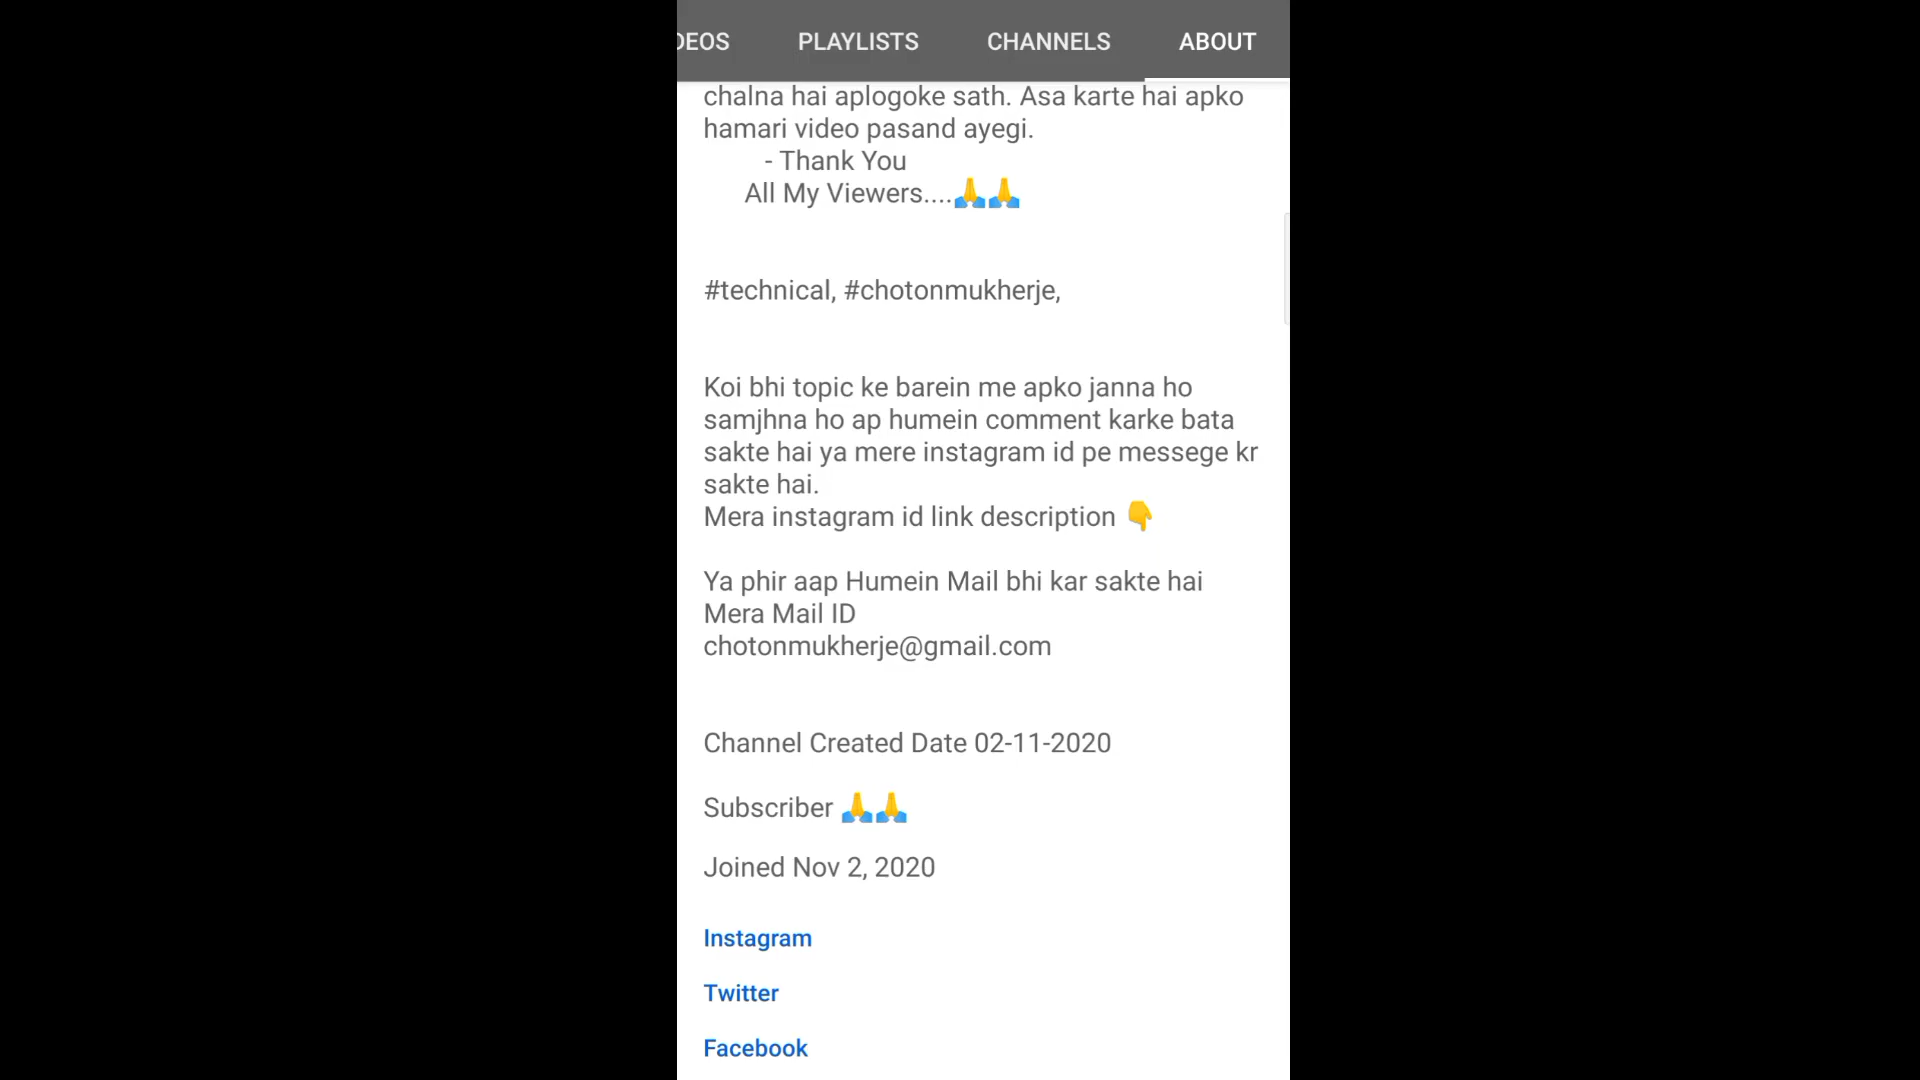 DEOS PLAYLISTS CHANNELS ABOUT
chalna hai aplogoke sath. Asa karte hai apko
hamari video pasand ayegi.
- Thank You
All My Viewers....🙏🙏
#technical, #chotonmukherje,
Koi bhi topic ke barein me apko janna ho
samjhna ho ap humein comment karke bata
sakte hai ya mere instagram id pe messege kr
sakte hai.
Mera instagram id link description 👇
Ya phir aap Humein Mail bhi kar sakte hai
Mera Mail ID
chotonmukherje@gmail.com
Channel Created Date 02-11-2020
Subscriber 🙏🙏
Joined Nov 2, 2020
Instagram
Twitter
Facebook